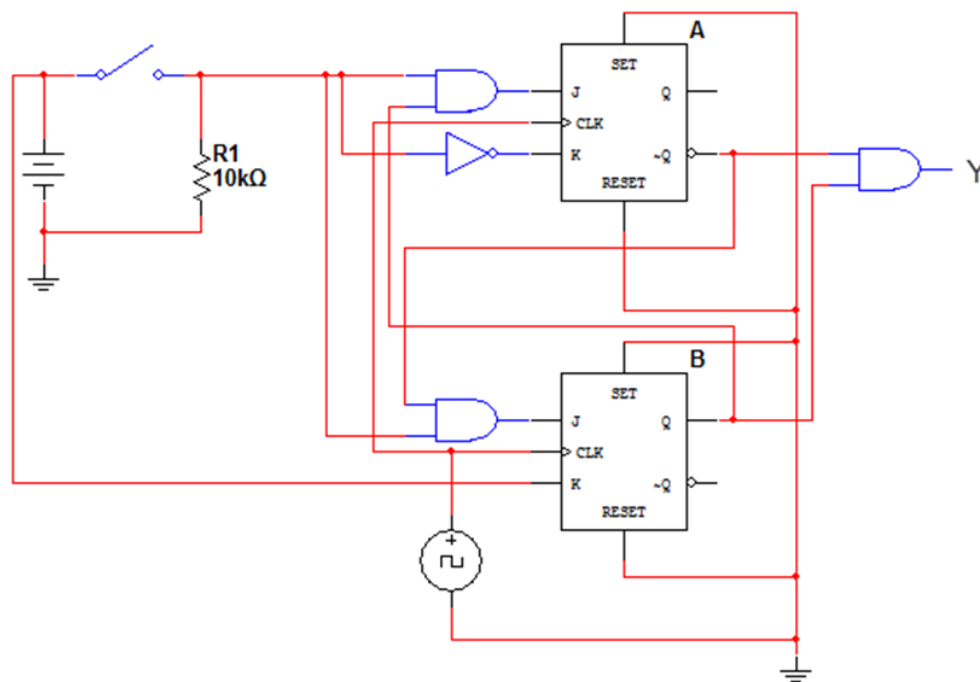 A
SET
J
Q
CLK
K
~Q
RESET
R1
10kΩ
Y
B
SET
J
Q
CLK
K
~Q
RESET
+